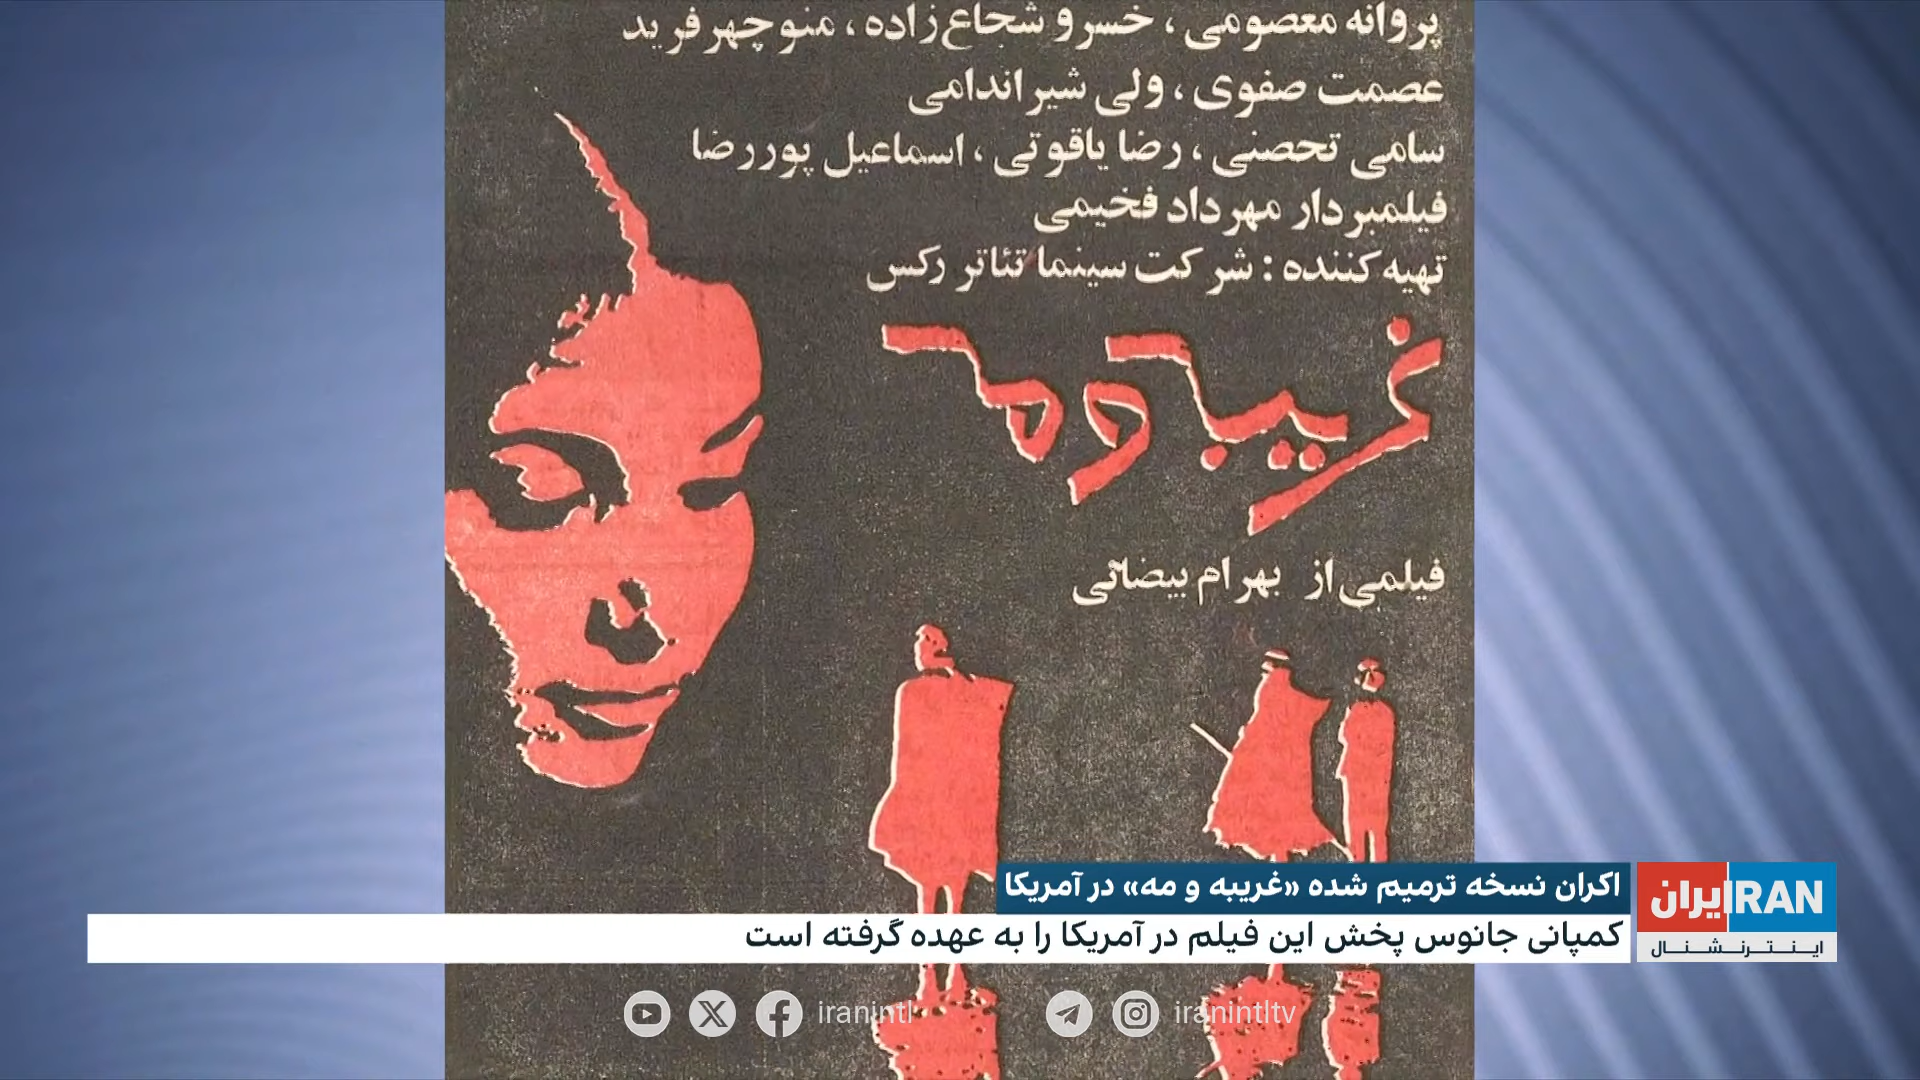 پروانه معصومی ، خسرو شجاع‌زاده ، منوچهر فرید
عصمت صفوی ، ولی شیراندامی
سامی تحصنی ، رضا یاقوتی ، اسماعیل پوررضا
فیلمبردار مهرداد فخیمی
تهیه‌کننده : شرکت سینما تئاتر رکس
غریبه و مه
فیلمی از بهرام بیضائی
اکران نسخه ترمیم شده «غریبه و مه» در آمریکا
کمپانی جانوس پخش این فیلم در آمریکا را به عهده گرفته است
ایران IRAN
اینترنشنال
iranintl
iranintltv